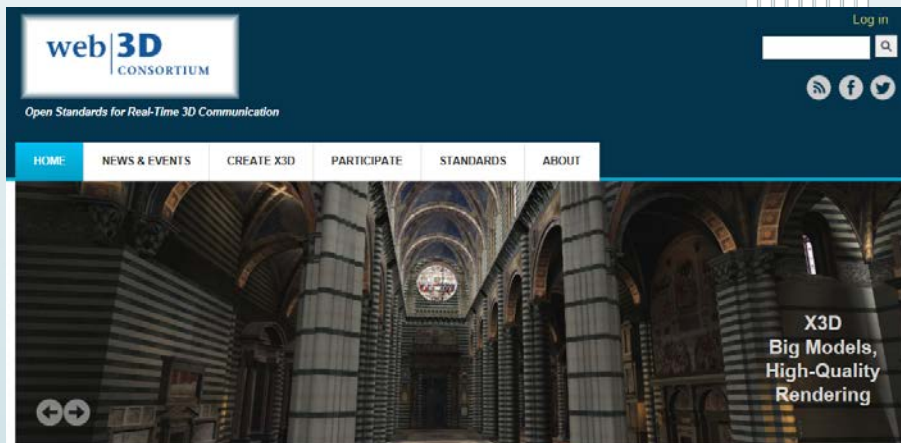 Log in
web|3D
CONSORTIUM
Open Standards for Real-Time 3D Communication
HOME NEWS & EVENTS CREATE X3D PARTICIPATE STANDARDS ABOUT
X3D
Big Models,
High-Quality
Rendering